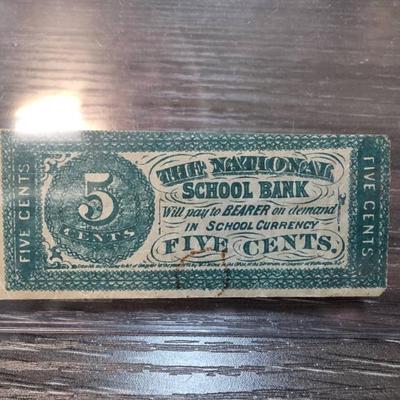 FIVE CENTS
5
CENTS
THE NATIONAL
SCHOOL BANK
Will pay to BEARER on demand
IN SCHOOL CURRENCY
FIVE CENTS.
FIVE CENTS